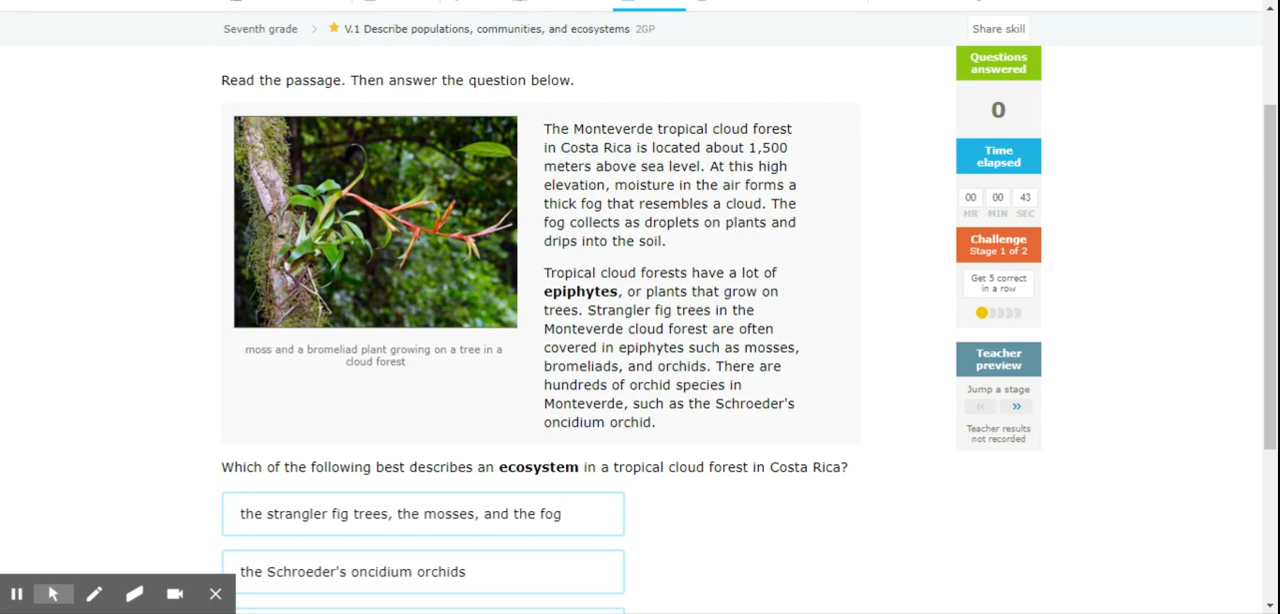 Seventh grade > V.1 Describe populations, communities, and ecosystems 2GP
Share skill
Read the passage. Then answer the question below.
moss and a bromeliad plant growing on a tree in a
cloud forest
The Monteverde tropical cloud forest
in Costa Rica is located about 1,500
meters above sea level. At this high
elevation, moisture in the air forms a
thick fog that resembles a cloud. The
fog collects as droplets on plants and
drips into the soil.
Tropical cloud forests have a lot of
epiphytes, or plants that grow on
trees. Strangler fig trees in the
Monteverde cloud forest are often
covered in epiphytes such as mosses,
bromeliads, and orchids. There are
hundreds of orchid species in
Monteverde, such as the Schroeder's
oncidium orchid.
Which of the following best describes an ecosystem in a tropical cloud forest in Costa Rica?
the strangler fig trees, the mosses, and the fog
the Schroeder's oncidium orchids
Questions
answered
0
Time
elapsed
00 00 43
HR MIN SEC
Challenge
Stage 1 of 2
Get 5 correct
in a row
Teacher
preview
Jump a stage
Teacher results
not recorded